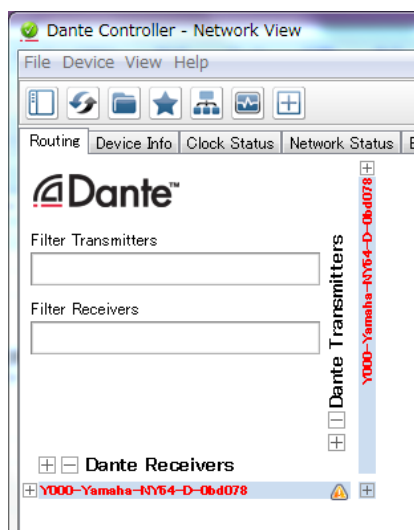 Dante Controller - Network View
File Device View Help
Routing Device Info Clock Status Network Status E
Dante™
Filter Transmitters
Filter Receivers
Dante Transmitters
Y000-Yamaha-NY64-D-0bd078
Dante Receivers
Y000-Yamaha-NY64-D-0bd078